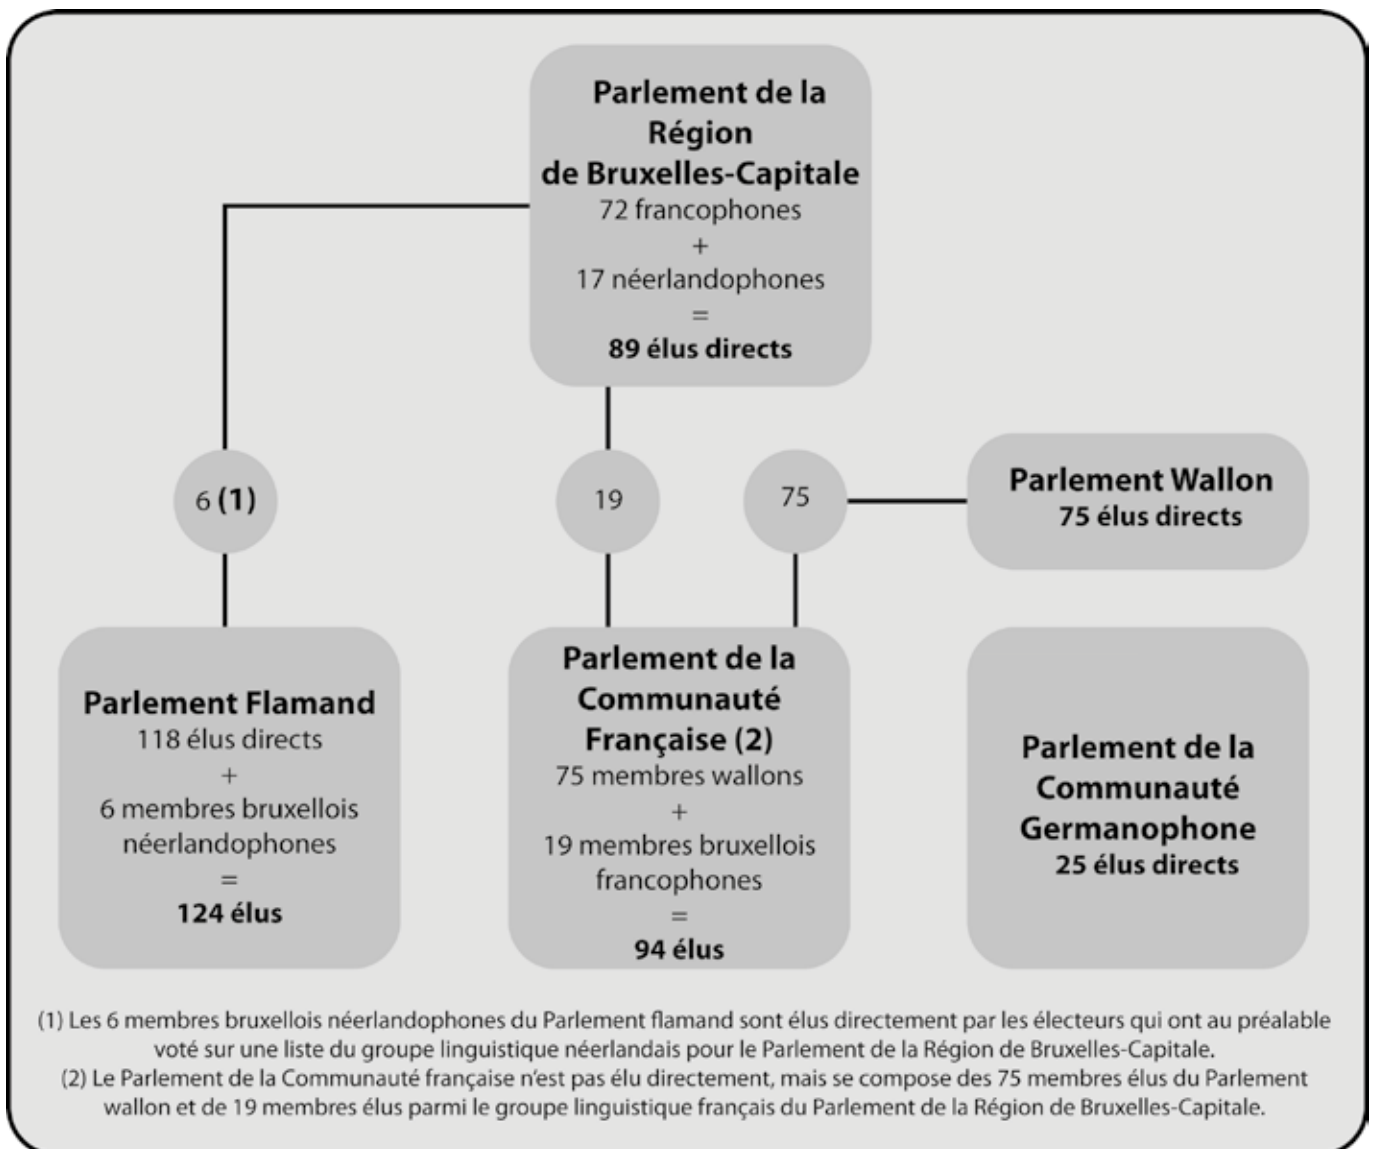 Parlement de la
Région
de Bruxelles-Capitale
72 francophones
+
17 néerlandophones
=
89 élus directs
6 (1)
19
75
Parlement Wallon
75 élus directs
Parlement Flamand
118 élus directs
+
6 membres bruxellois
néerlandophones
=
124 élus
Parlement de la
Communauté
Française (2)
75 membres wallons
+
19 membres bruxellois
francophones
=
94 élus
Parlement de la
Communauté
Germanophone
25 élus directs
(1) Les 6 membres bruxellois néerlandophones du Parlement flamand sont élus directement par les électeurs qui ont au préalable
voté sur une liste du groupe linguistique néerlandais pour le Parlement de la Région de Bruxelles-Capitale.
(2) Le Parlement de la Communauté française n'est pas élu directement, mais se compose des 75 membres élus du Parlement
wallon et de 19 membres élus parmi le groupe linguistique français du Parlement de la Région de Bruxelles-Capitale.